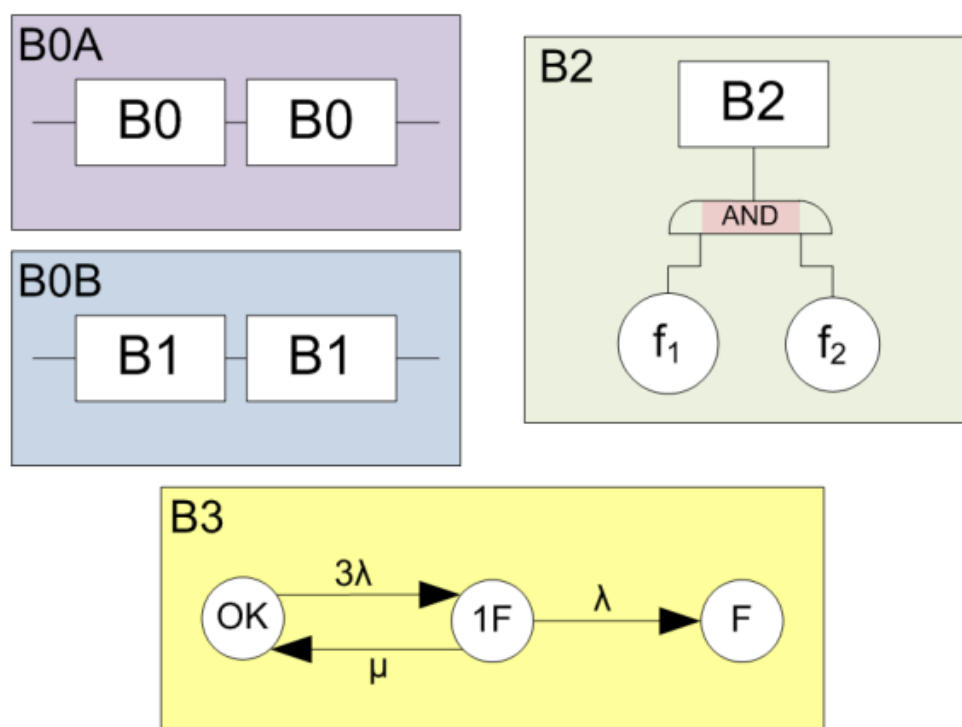 B0A
B0 B0
B0B
B1 B1
B2
B2
AND
f₁ f₂
B3
OK 3λ 1F λ F
μ